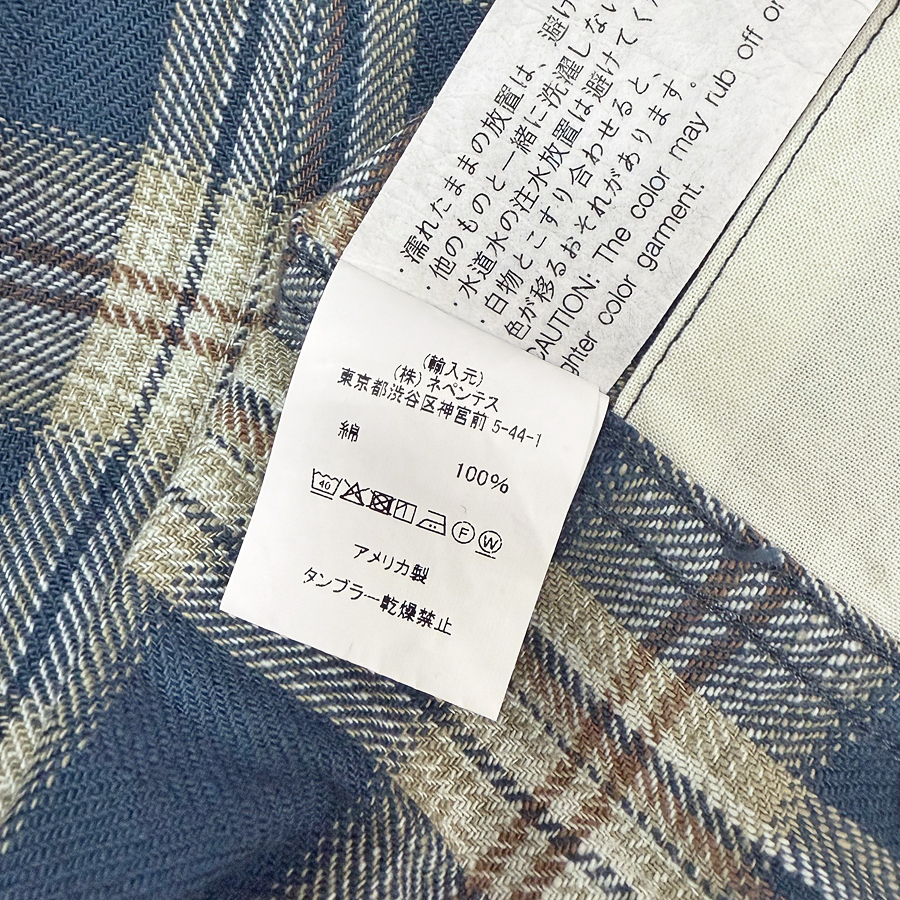 ・濡れたままの放置は、避け
・他のものと一緒に洗濯しない
・水道水の注水放置は避けてく
・白物とこすり合わせると、
色が移るおそれがあります。
CAUTION: The color may rub off on
ghter color garment.
(輸入元)
(株) ネペンテス
東京都渋谷区神宮前 5-44-1
綿
100%
40
F
W
アメリカ製
タンブラー乾燥禁止